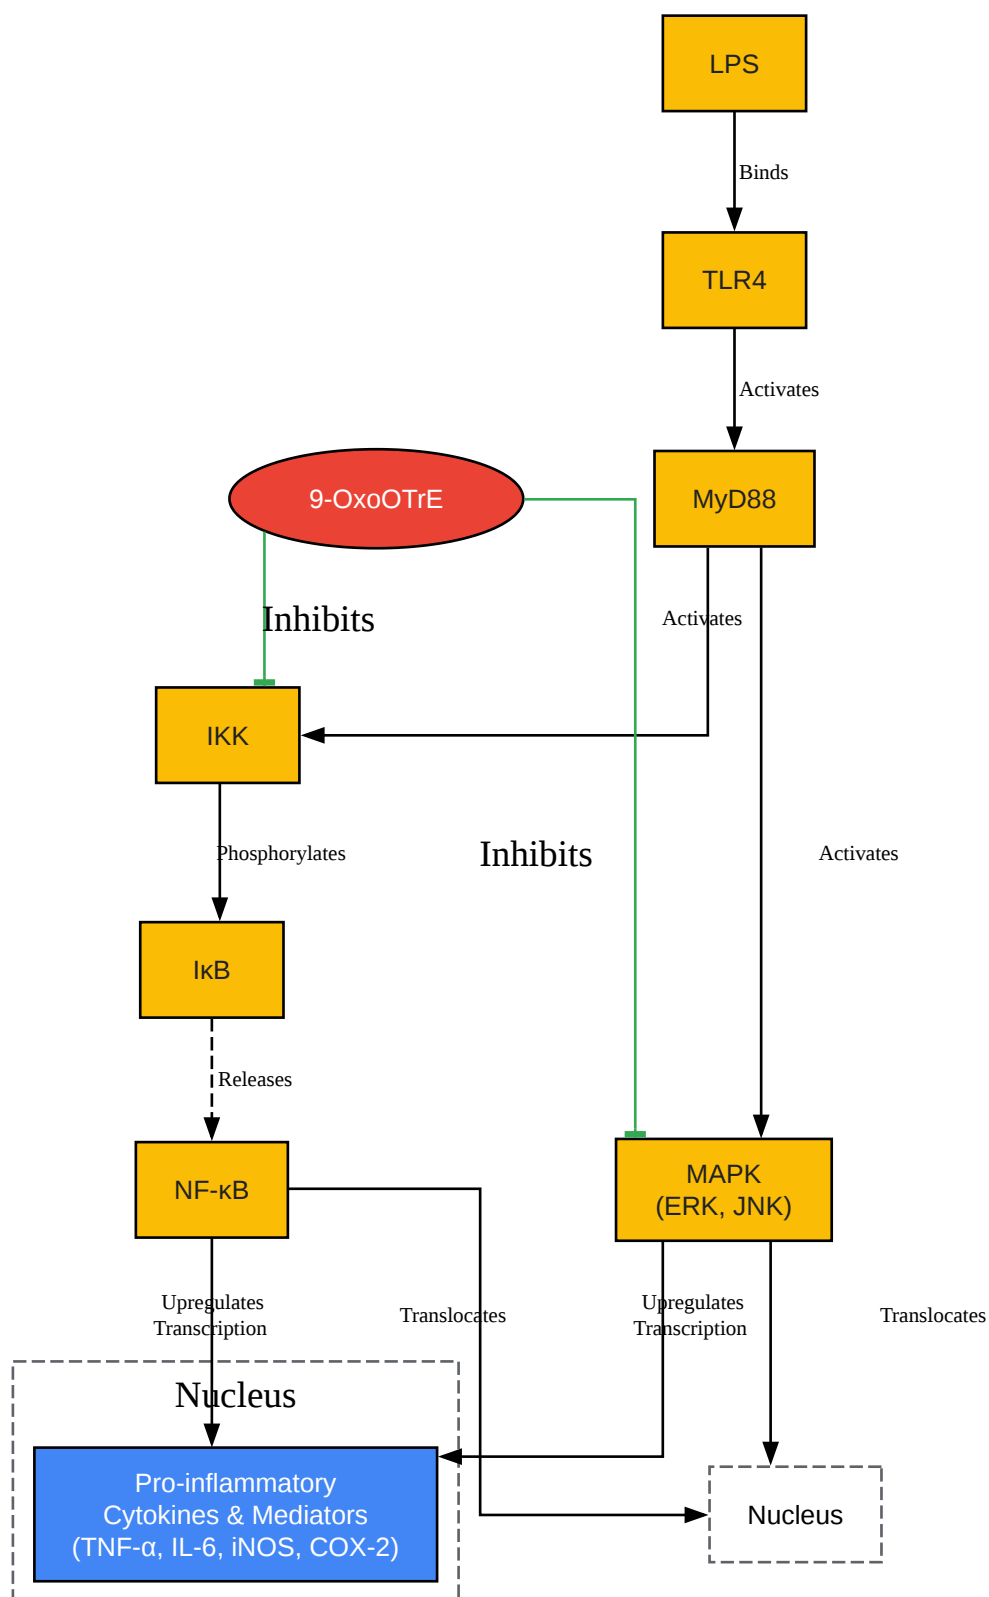 LPS
Binds
TLR4
Activates
9-OxoOTrE
MyD88
Inhibits
Activates
IKK
Phosphorylates
Inhibits
Activates
IκB
Releases
NF-κB
MAPK
(ERK, JNK)
Upregulates
Transcription
Translocates
Upregulates
Transcription
Translocates
Nucleus
Pro-inflammatory
Cytokines & Mediators
(TNF-α, IL-6, iNOS, COX-2)
Nucleus